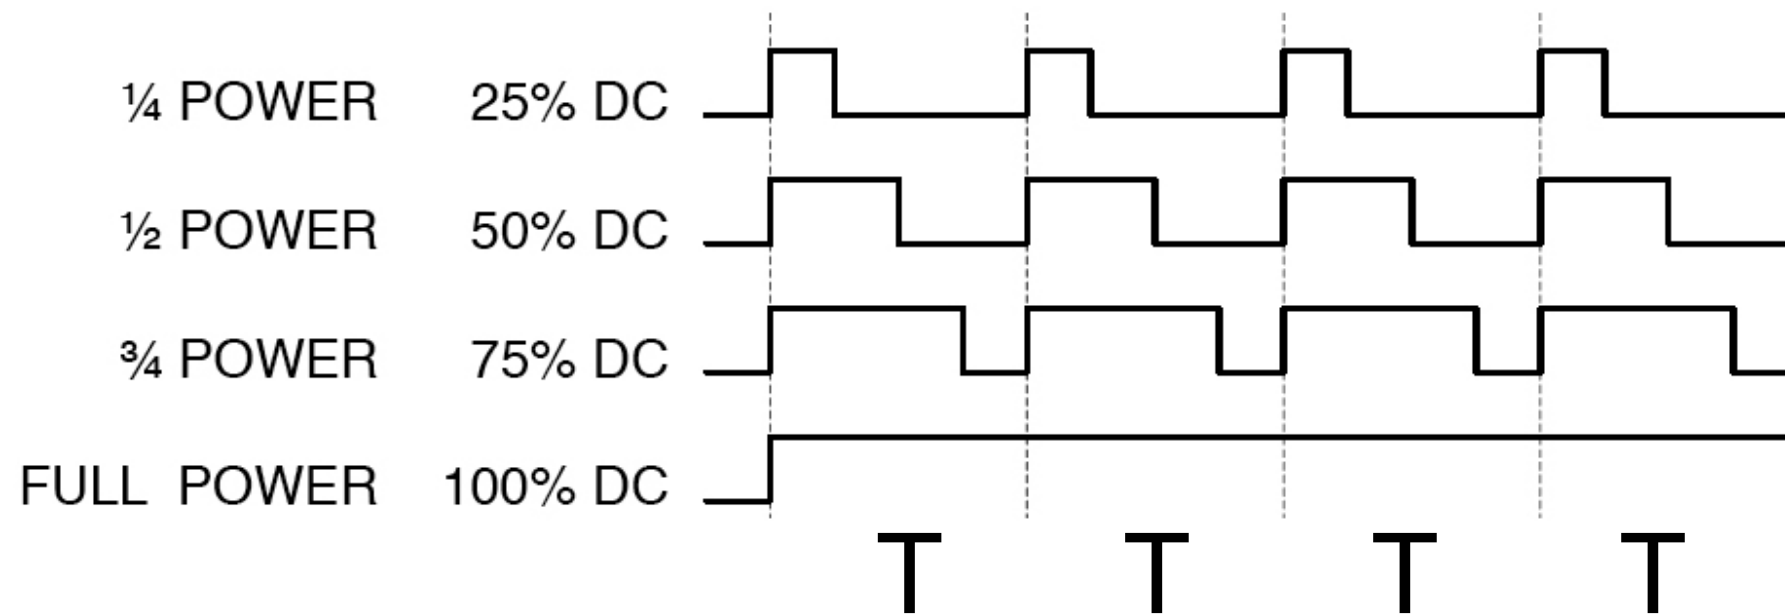 ¼ POWER 25% DC
½ POWER 50% DC
¾ POWER 75% DC
FULL POWER 100% DC
T T T T